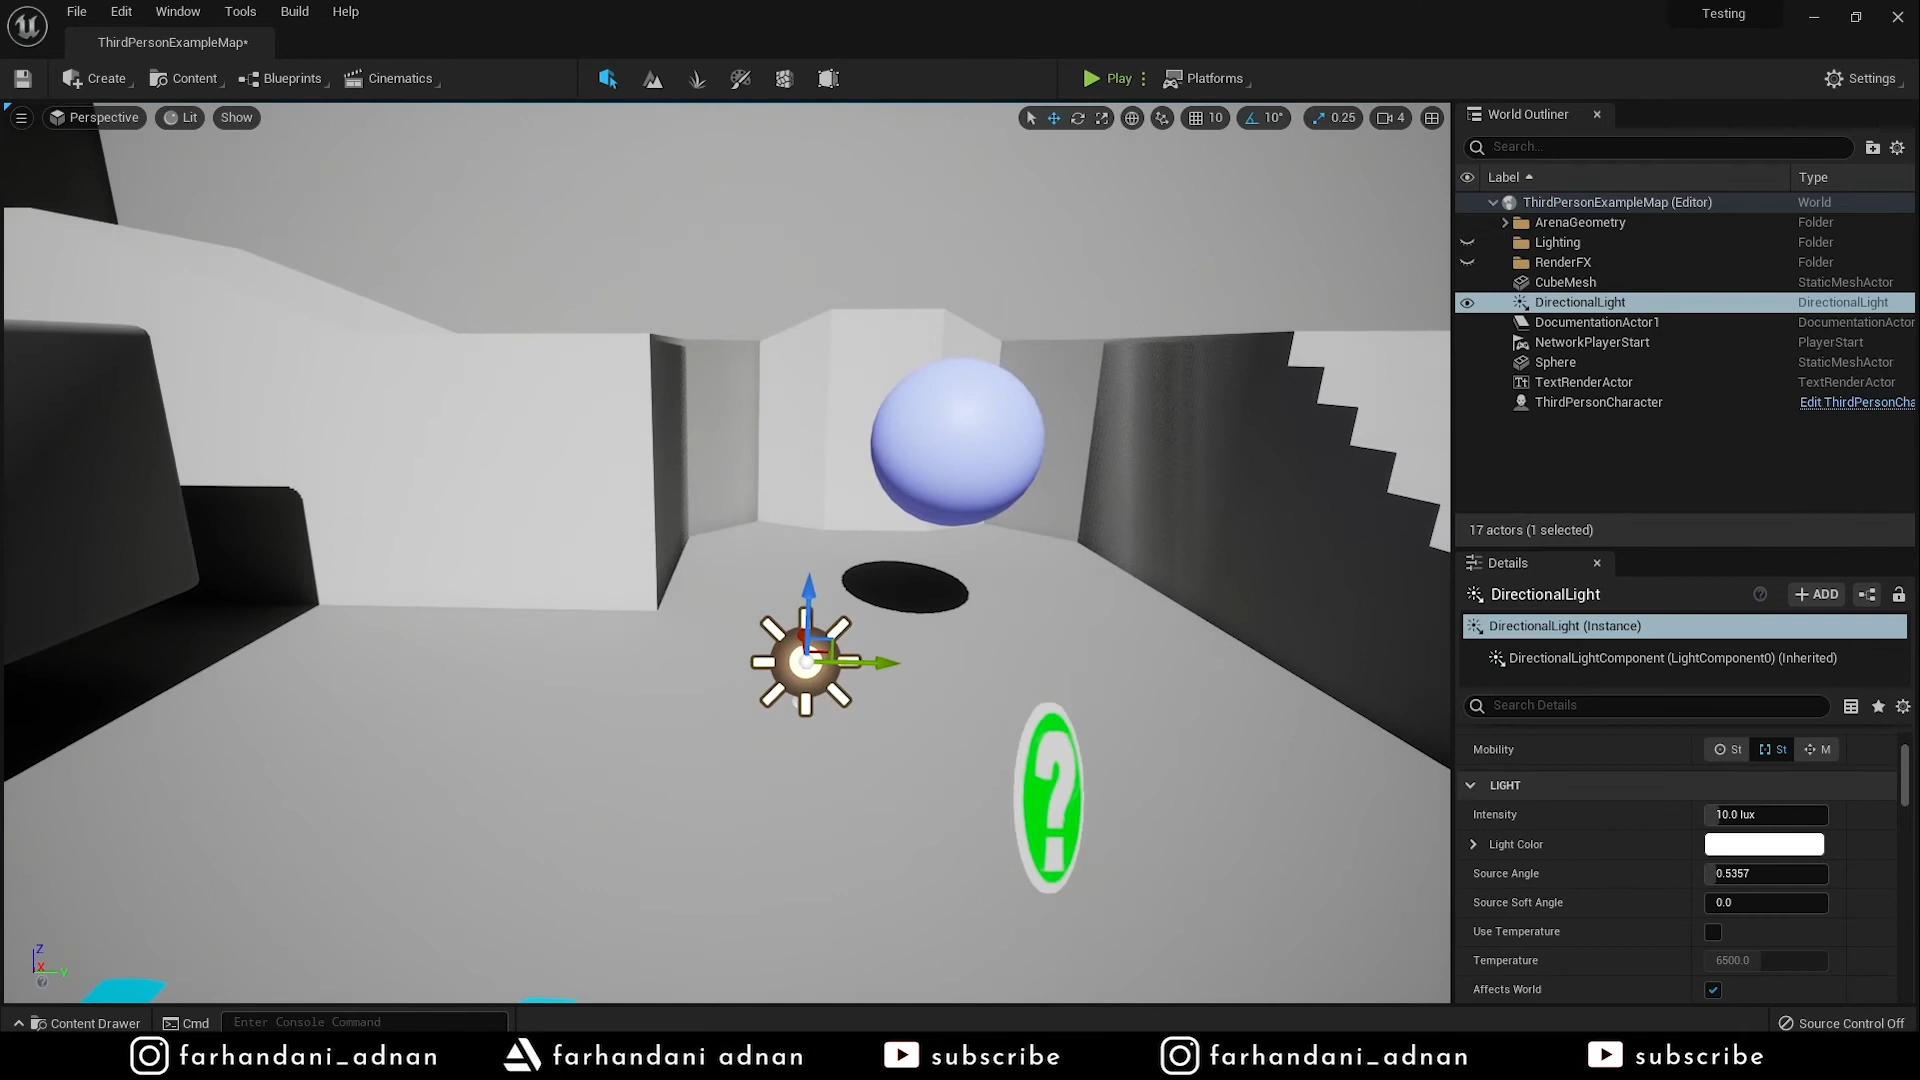 File Edit Window Tools Build Help
Testing
ThirdPersonExampleMap*
Create Content Blueprints Cinematics
Play Platforms
Settings
Perspective Lit Show
10 10° 0.25 4
World Outliner
Search...
Label Type
ThirdPersonExampleMap (Editor) World
ArenaGeometry Folder
Lighting Folder
RenderFX Folder
CubeMesh StaticMeshActor
DirectionalLight DirectionalLight
DocumentationActor1 DocumentationActor
NetworkPlayerStart PlayerStart
Sphere StaticMeshActor
TextRenderActor TextRenderActor
ThirdPersonCharacter Edit ThirdPersonCha
17 actors (1 selected)
Details
DirectionalLight
+ ADD
DirectionalLight (Instance)
DirectionalLightComponent (LightComponent0) (Inherited)
Search Details
Mobility St St M
LIGHT
Intensity 10.0 lux
Light Color
Source Angle 0.5357
Source Soft Angle 0.0
Use Temperature
Temperature 6500.0
Affects World
?
Z
X Y
Content Drawer Cmd Enter Console Command
Source Control Off
farhandani_adnan farhandani adnan subscribe farhandani_adnan subscribe